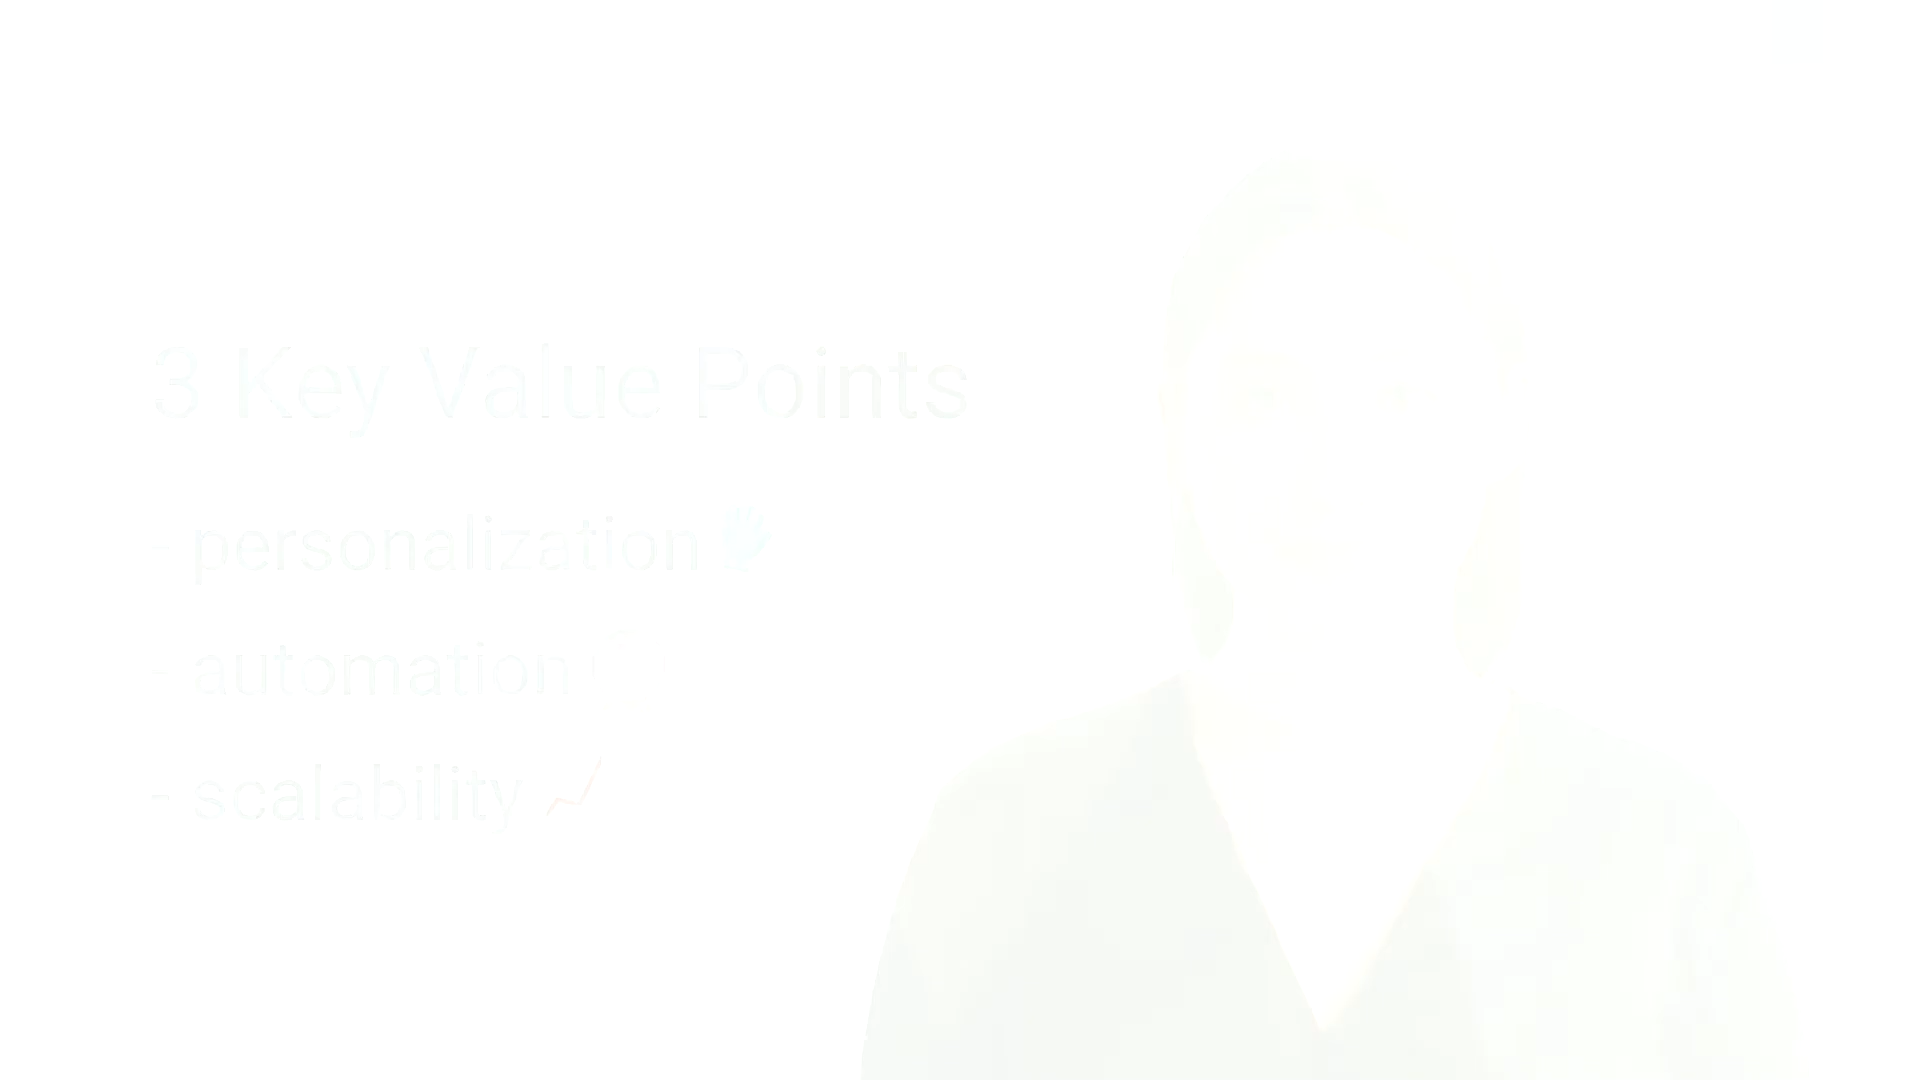 3 Key Value Points
- personalization 👋
- automation
- scalability 📈